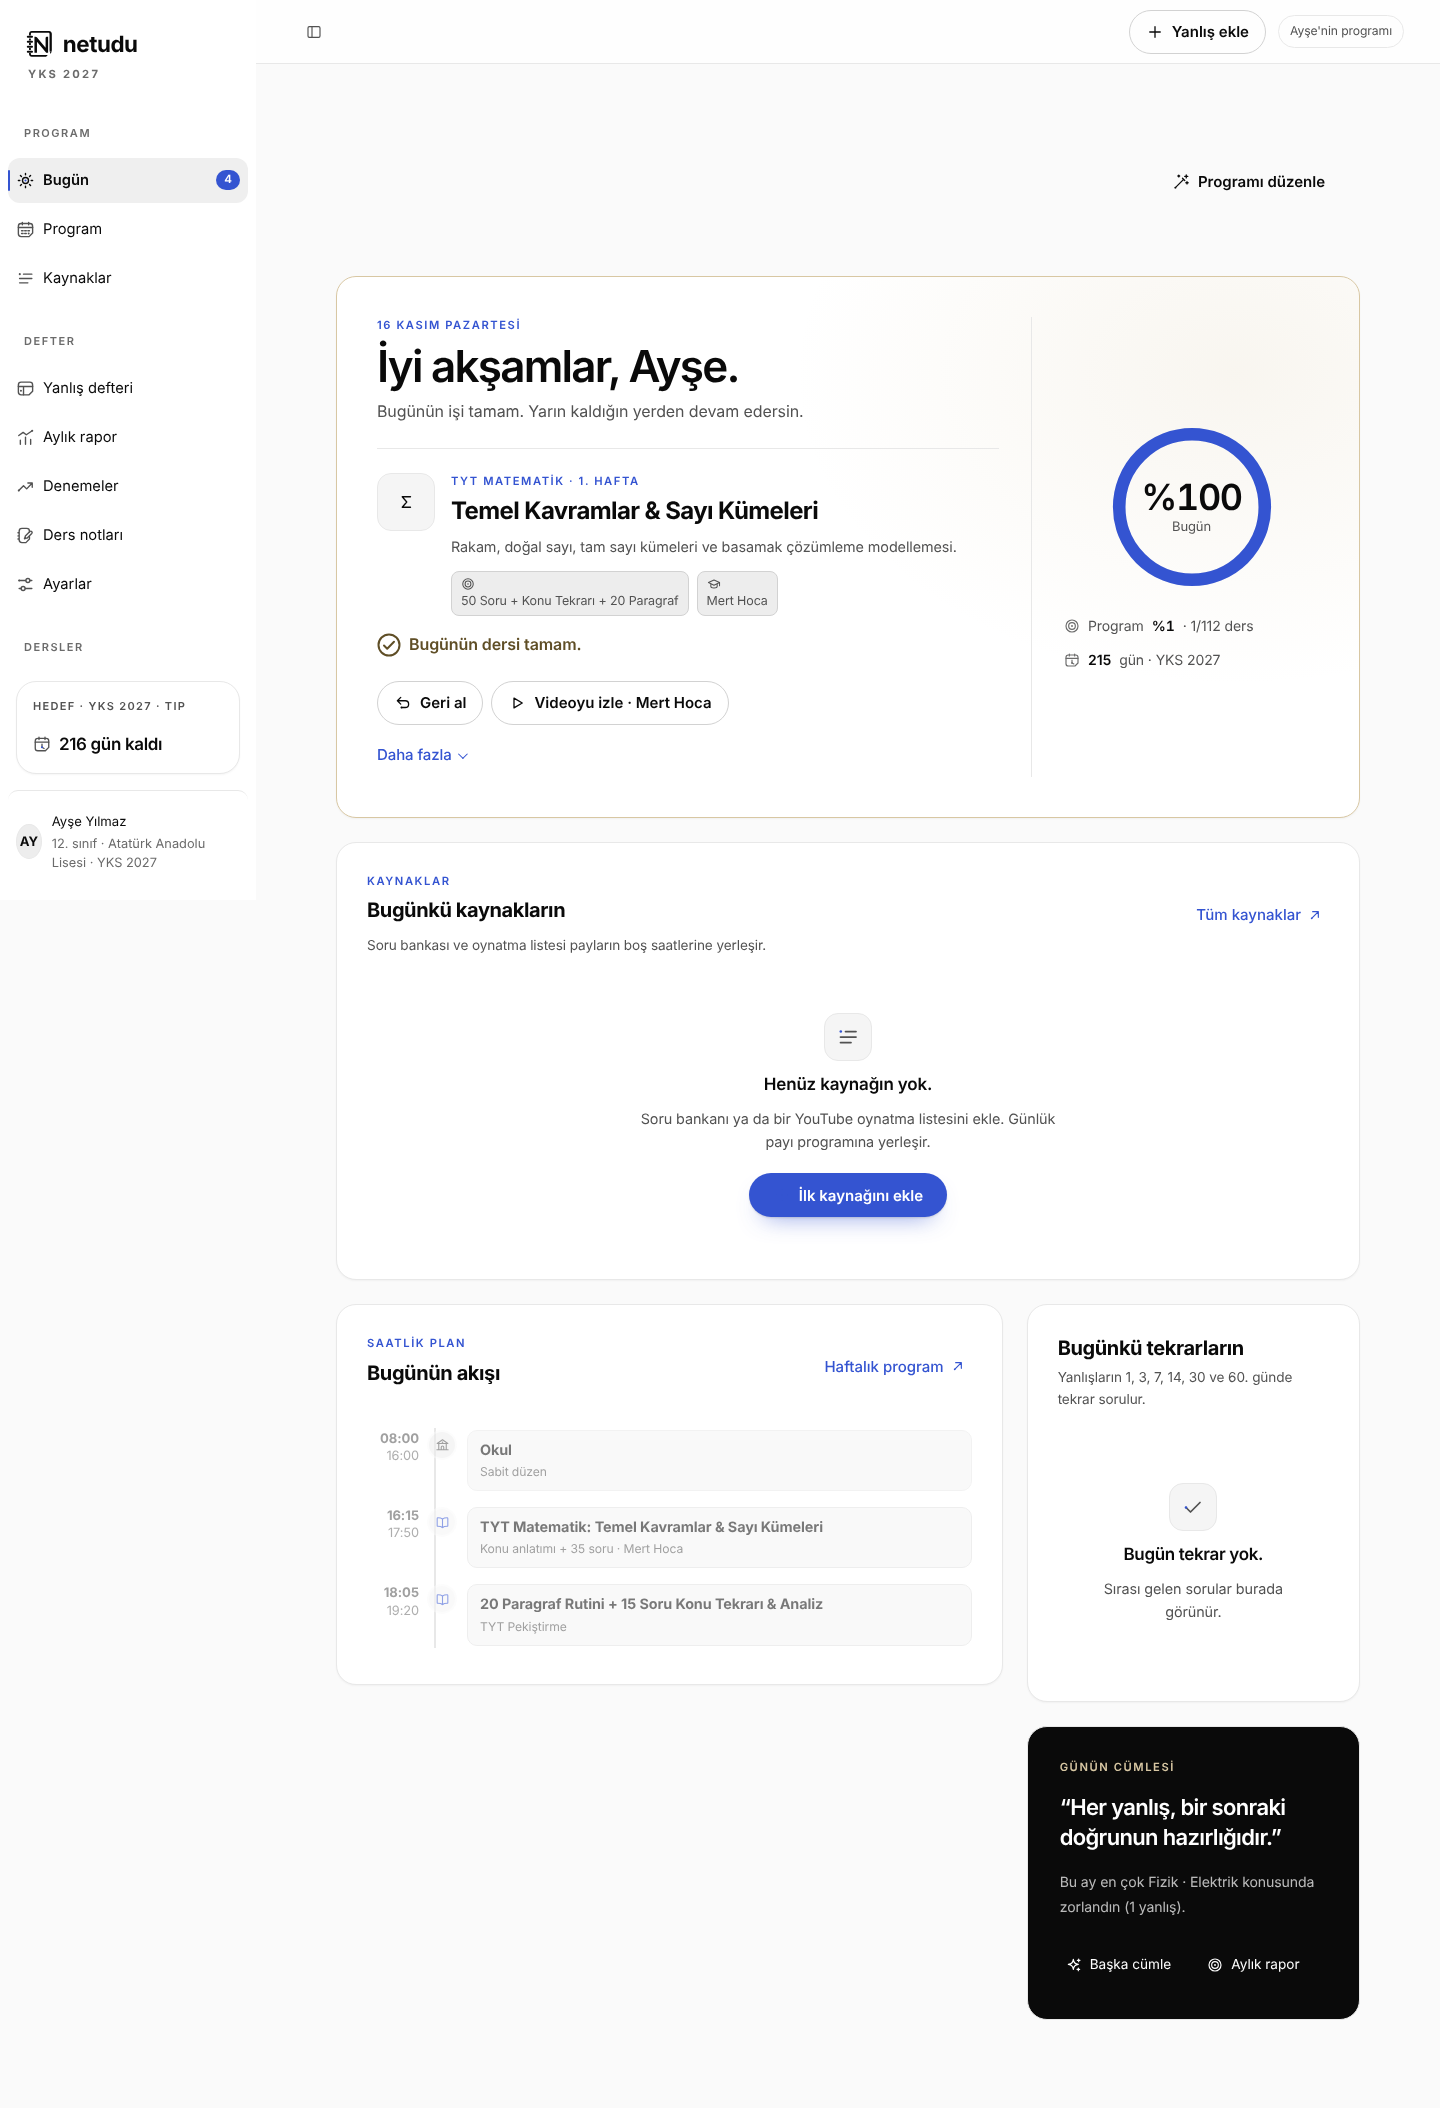 netudu
YKS 2027
PROGRAM
Bugün
4
Program
Kaynaklar
DEFTER
Yanlış defteri
Aylık rapor
Denemeler
Ders notları
Ayarlar
DERSLER
HEDEF · YKS 2027 · TIP
216 gün kaldı
AY
Ayşe Yılmaz
12. sınıf · Atatürk Anadolu
Lisesi · YKS 2027
Yanlış ekle
Ayşe'nin programı
Programı düzenle
16 KASIM PAZARTESİ
İyi akşamlar, Ayşe.
Bugünün işi tamam. Yarın kaldığın yerden devam edersin.
Σ
TYT MATEMATİK · 1. HAFTA
Temel Kavramlar & Sayı Kümeleri
Rakam, doğal sayı, tam sayı kümeleri ve basamak çözümleme modellemesi.
50 Soru + Konu Tekrarı + 20 Paragraf
Mert Hoca
Bugünün dersi tamam.
Geri al
Videoyu izle · Mert Hoca
Daha fazla
%100
Bugün
Program %1 · 1/112 ders
215 gün · YKS 2027
KAYNAKLAR
Bugünkü kaynakların
Soru bankası ve oynatma listesi payların boş saatlerine yerleşir.
Tüm kaynaklar
Henüz kaynağın yok.
Soru bankanı ya da bir YouTube oynatma listesini ekle. Günlük
payı programına yerleşir.
İlk kaynağını ekle
SAATLİK PLAN
Bugünün akışı
Haftalık program
08:00
16:00
Okul
Sabit düzen
16:15
17:50
TYT Matematik: Temel Kavramlar & Sayı Kümeleri
Konu anlatımı + 35 soru · Mert Hoca
18:05
19:20
20 Paragraf Rutini + 15 Soru Konu Tekrarı & Analiz
TYT Pekiştirme
Bugünkü tekrarların
Yanlışların 1, 3, 7, 14, 30 ve 60. günde
tekrar sorulur.
Bugün tekrar yok.
Sırası gelen sorular burada
görünür.
GÜNÜN CÜMLESİ
“Her yanlış, bir sonraki
doğrunun hazırlığıdır.”
Bu ay en çok Fizik · Elektrik konusunda
zorlandın (1 yanlış).
Başka cümle
Aylık rapor